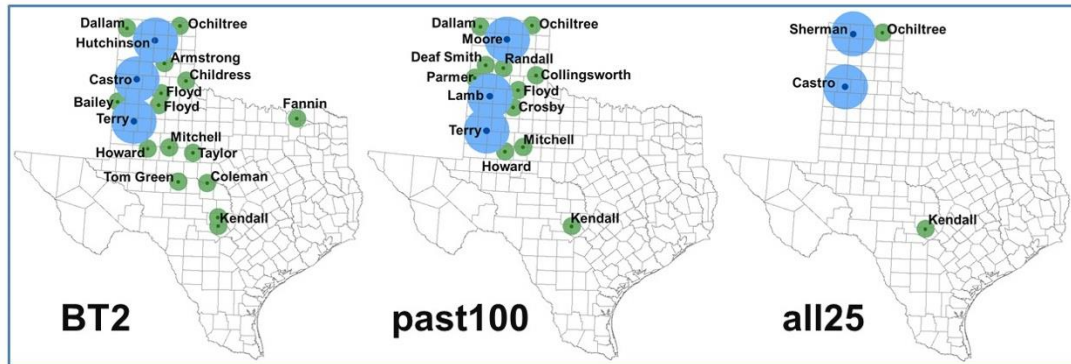 Dallam
Ochiltree
Hutchinson
Armstrong
Castro
Childress
Floyd
Bailey
Floyd
Fannin
Terry
Mitchell
Howard
Taylor
Tom Green
Coleman
Kendall
BT2
Dallam
Ochiltree
Moore
Deaf Smith
Randall
Parmer
Collingsworth
Lamb
Floyd
Crosby
Terry
Mitchell
Howard
Kendall
past100
Sherman
Ochiltree
Castro
Kendall
all25